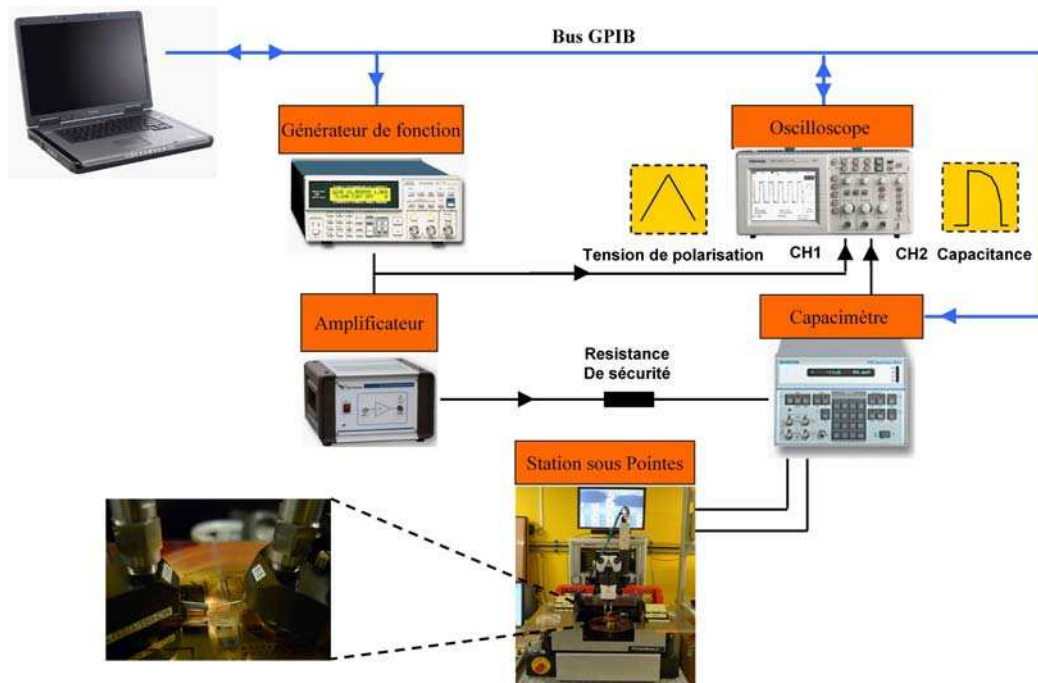 Bus GPIB
Générateur de fonction
Oscilloscope
Tension de polarisation
CH1
CH2
Capacitance
Amplificateur
Capacimètre
Resistance
De sécurité
Station sous Pointes